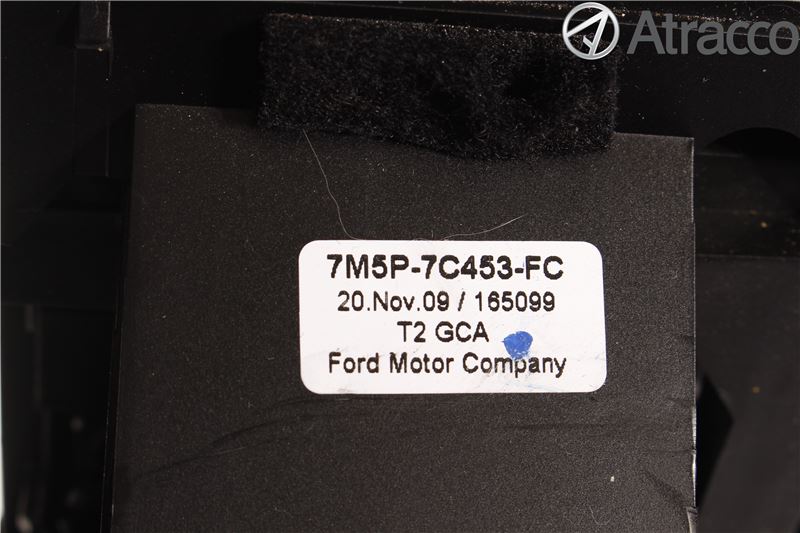 Atracco
7M5P-7C453-FC
20.Nov.09 / 165099
T2 GCA
Ford Motor Company